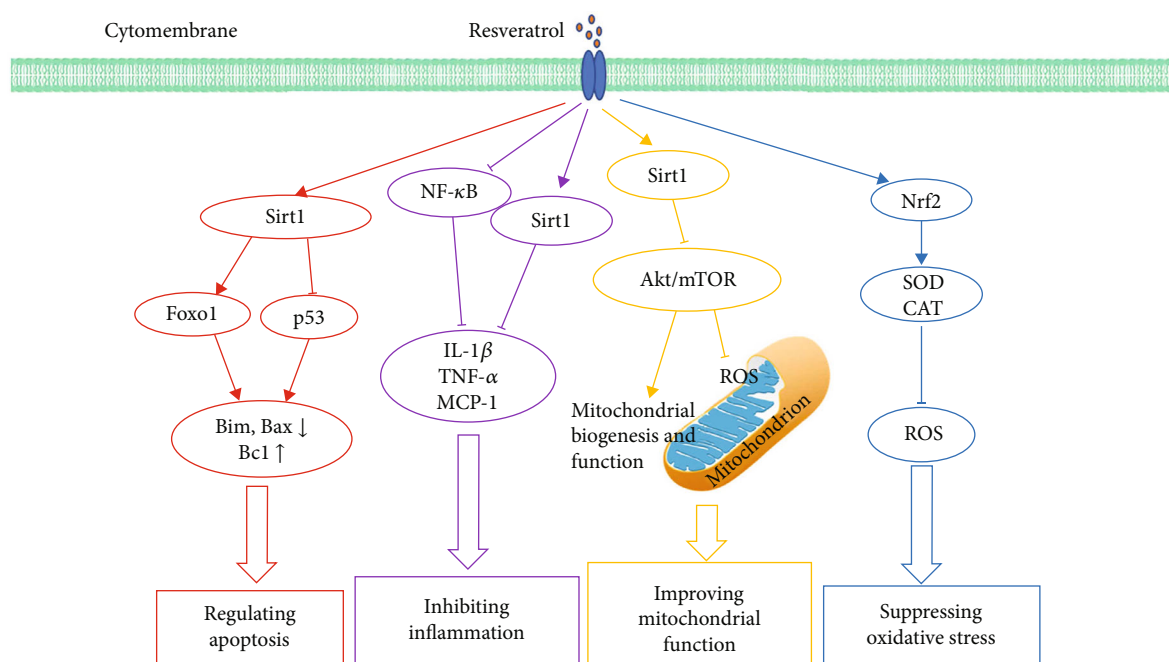 Cytomembrane
Resveratrol
Sirt1
Foxo1
p53
Bim, Bax ↓
Bc1 ↑
Regulating
apoptosis
NF-κB
Sirt1
IL-1β
TNF-α
MCP-1
Inhibiting
inflammation
Sirt1
Akt/mTOR
Mitochondrial
biogenesis and
function
ROS
Mitochondrion
Improving
mitochondrial
function
Nrf2
SOD
CAT
ROS
Suppressing
oxidative stress